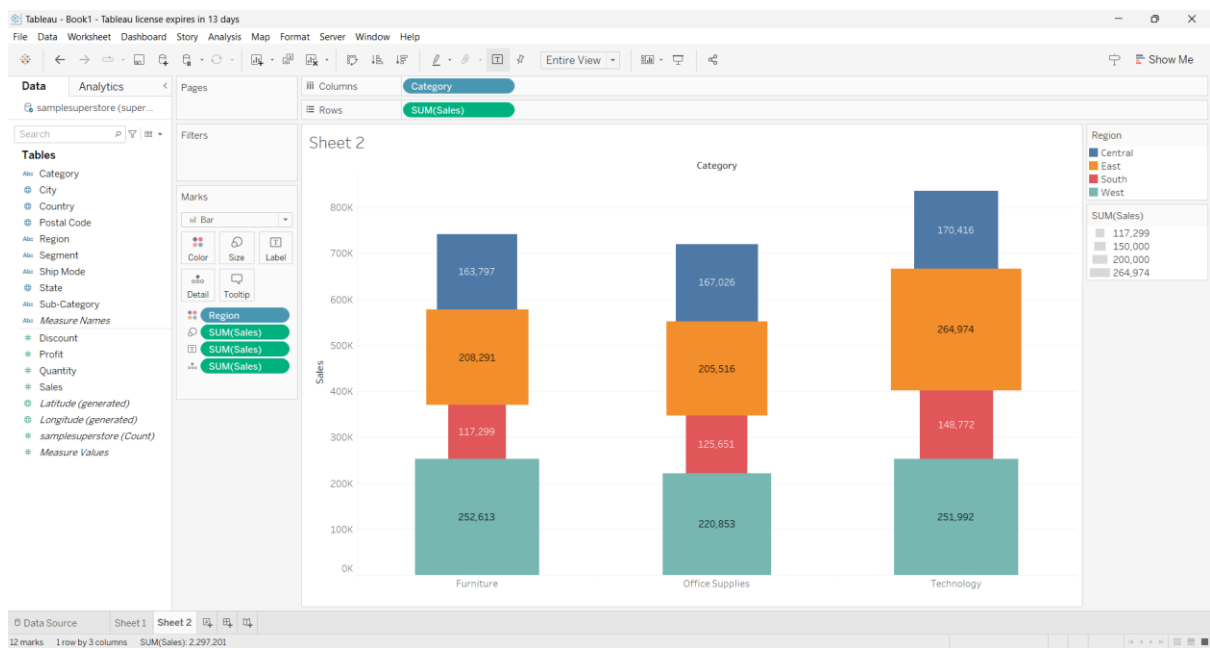 Tableau - Book1 - Tableau license expires in 13 days
File Data Worksheet Dashboard Story Analysis Map Format Server Window Help
Entire View
Show Me
Data Analytics
samplesuperstore (super...
Search
Tables
Abc Category
City
Country
Postal Code
Abc Region
Abc Segment
Abc Ship Mode
State
Abc Sub-Category
Abc Measure Names
# Discount
# Profit
# Quantity
# Sales
Latitude (generated)
Longitude (generated)
# samplesuperstore (Count)
# Measure Values
Pages
Filters
Marks
Bar
Color Size Label
Detail Tooltip
Region
SUM(Sales)
SUM(Sales)
SUM(Sales)
Columns Category
Rows SUM(Sales)
Sheet 2
Category
Sales
800K
700K
600K
500K
400K
300K
200K
100K
0K
163,797
208,291
117,299
252,613
167,026
205,516
125,651
220,853
170,416
264,974
148,772
251,992
Furniture Office Supplies Technology
Region
Central
East
South
West
SUM(Sales)
117,299
150,000
200,000
264,974
Data Source Sheet 1 Sheet 2
12 marks 1 row by 3 columns SUM(Sales): 2,297,201